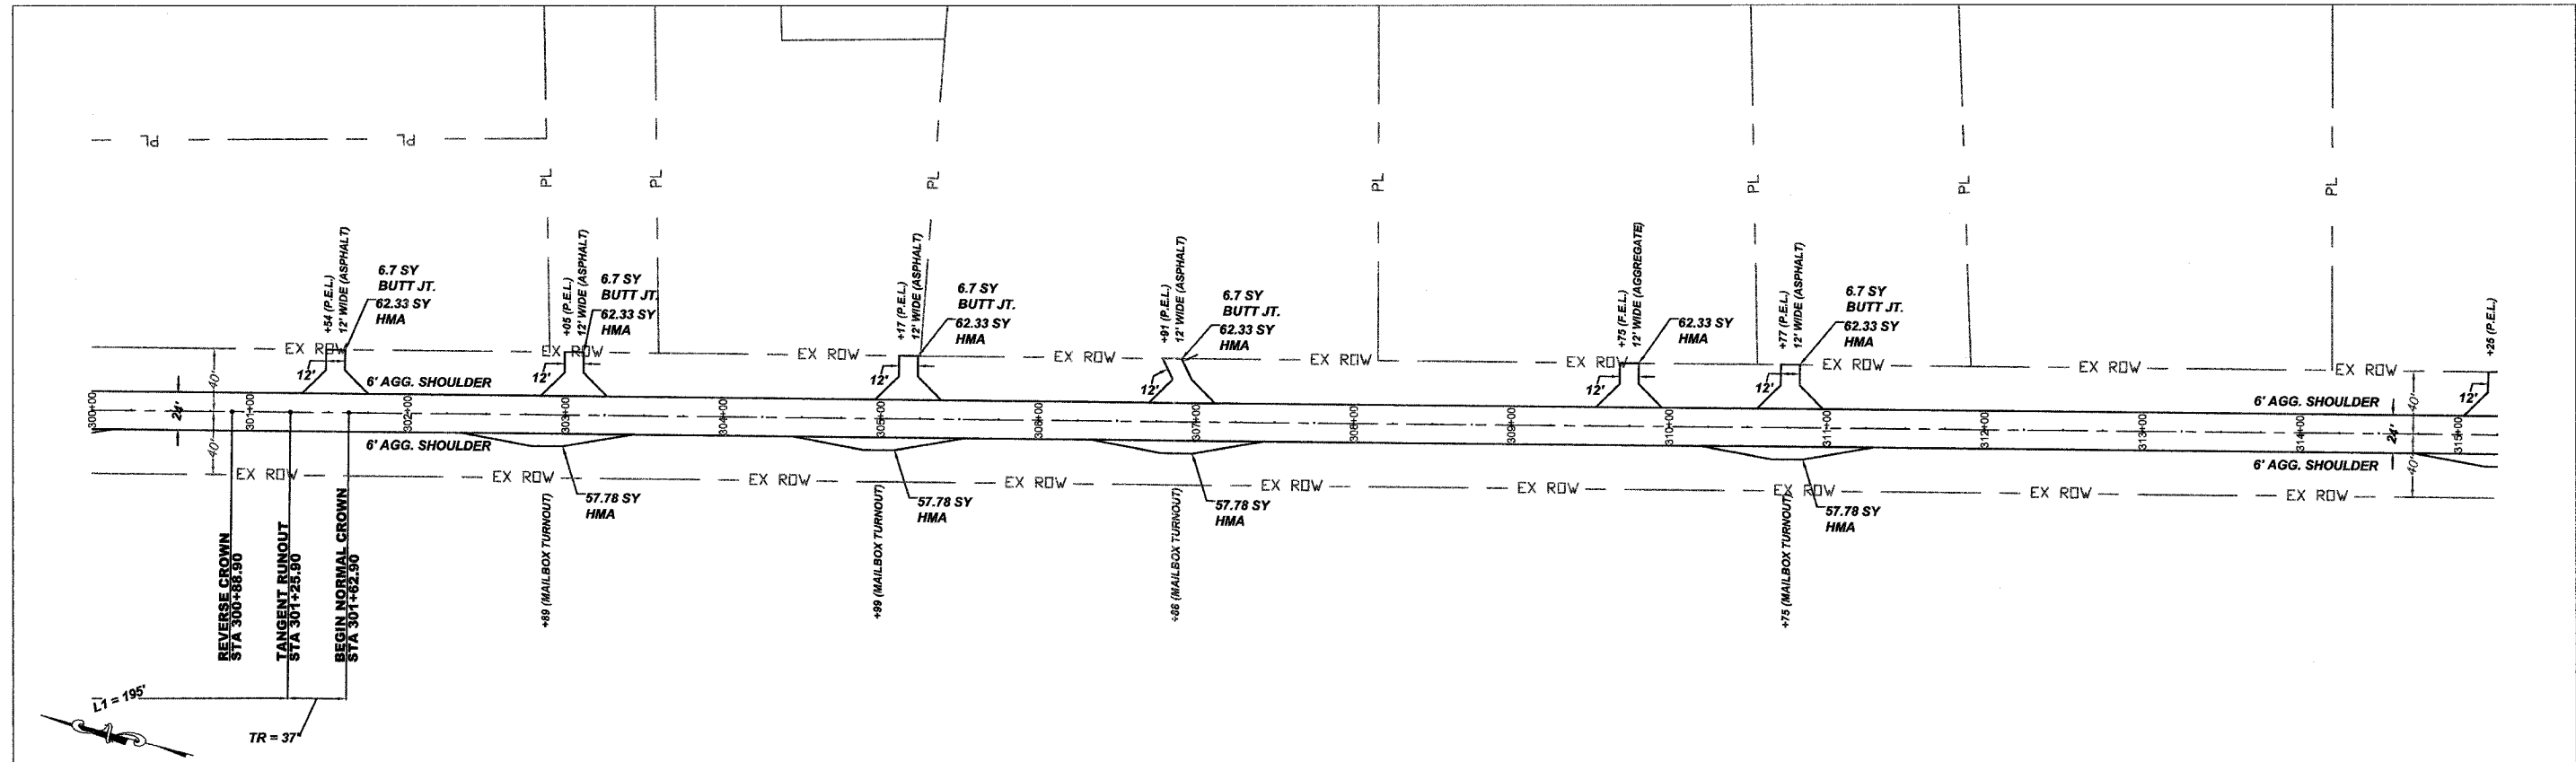 PL
PL
PL
PL
PL
PL
PL
PL
PL
+54 (P.E.L.)
12' WIDE (ASPHALT)
6.7 SY
BUTT JT.
62.33 SY
HMA
+05 (P.E.L.)
12' WIDE (ASPHALT)
6.7 SY
BUTT JT.
62.33 SY
HMA
+17 (P.E.L.)
12' WIDE (ASPHALT)
6.7 SY
BUTT JT.
62.33 SY
HMA
+91 (P.E.L.)
12' WIDE (ASPHALT)
6.7 SY
BUTT JT.
62.33 SY
HMA
+75 (F.E.L.)
12' WIDE (AGGREGATE)
62.33 SY
HMA
+77 (P.E.L.)
12' WIDE (ASPHALT)
6.7 SY
BUTT JT.
62.33 SY
HMA
+25 (P.E.L.)
EX ROW
EX ROW
EX ROW
EX ROW
EX ROW
EX ROW
EX ROW
EX ROW
EX ROW
12'
12'
12'
12'
12'
12'
12'
40'
24'
40'
6' AGG. SHOULDER
6' AGG. SHOULDER
300+00
301+00
302+00
303+00
304+00
305+00
306+00
307+00
308+00
309+00
310+00
311+00
312+00
313+00
314+00
315+00
6' AGG. SHOULDER
6' AGG. SHOULDER
40'
24'
40'
EX ROW
EX ROW
EX ROW
EX ROW
EX ROW
EX ROW
EX ROW
EX ROW
EX ROW
57.78 SY
HMA
57.78 SY
HMA
57.78 SY
HMA
57.78 SY
HMA
+89 (MAILBOX TURNOUT)
+99 (MAILBOX TURNOUT)
+86 (MAILBOX TURNOUT)
+75 (MAILBOX TURNOUT)
REVERSE CROWN
STA 300+88.90
TANGENT RUNOUT
STA 301+25.90
BEGIN NORMAL CROWN
STA 301+62.90
L1 = 195'
TR = 37'